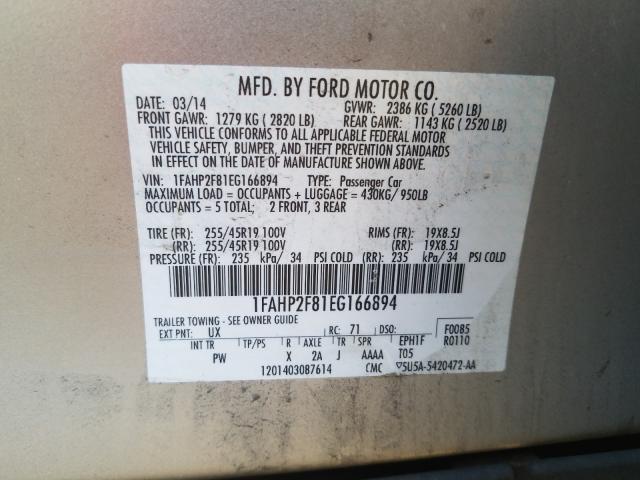 MFD. BY FORD MOTOR CO.
DATE: 03/14 GVWR: 2386 KG ( 5260 LB)
FRONT GAWR: 1279 KG ( 2820 LB) REAR GAWR: 1143 KG ( 2520 LB)
THIS VEHICLE CONFORMS TO ALL APPLICABLE FEDERAL MOTOR
VEHICLE SAFETY, BUMPER, AND THEFT PREVENTION STANDARDS
IN EFFECT ON THE DATE OF MANUFACTURE SHOWN ABOVE.
VIN: 1FAHP2F81EG166894 TYPE: Passenger Car
MAXIMUM LOAD = OCCUPANTS + LUGGAGE = 430KG/ 950LB
OCCUPANTS = 5 TOTAL; 2 FRONT, 3 REAR
TIRE (FR): 255/45R19 100V RIMS (FR): 19X8.5J
(RR): 255/45R19 100V (RR): 19X8.5J
PRESSURE (FR): 235 kPa/ 34 PSI COLD (RR): 235 kPa/ 34 PSI COLD
1FAHP2F81EG166894
TRAILER TOWING - SEE OWNER GUIDE
EXT PNT: UX RC: 71 DSO: F0085
INT TR TP/PS R AXLE TR SPR EPH1F R0110
PW X 2A J AAAA T05
1201403087614 CMC ▽5U5A-5420472-AA